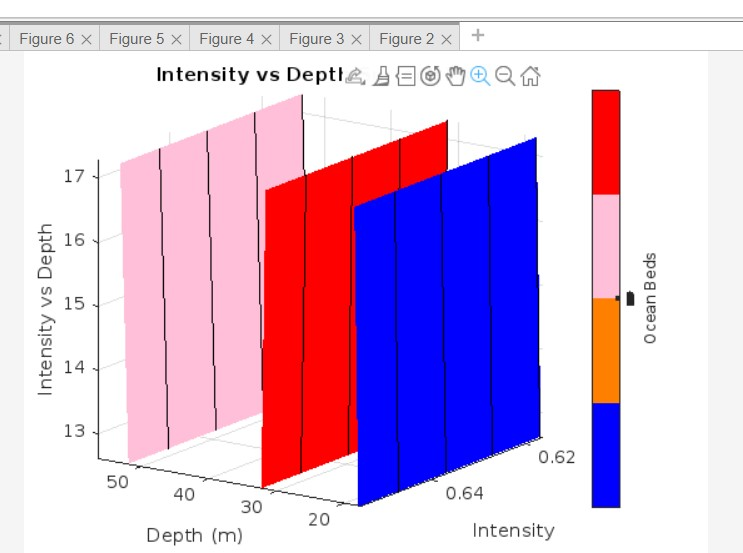 Figure 6 × Figure 5 × Figure 4 × Figure 3 × Figure 2 × +
Intensity vs Depth
17
16
15
14
13
Intensity vs Depth
50
40
30
20
Depth (m)
0.64
0.62
Intensity
Ocean Beds